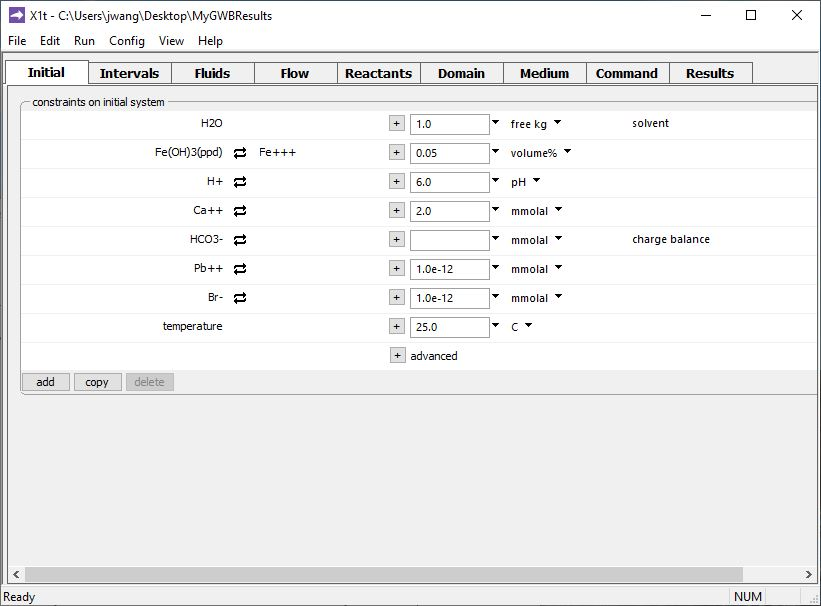 X1t - C:\Users\jwang\Desktop\MyGWBResults
File Edit Run Config View Help
Initial Intervals Fluids Flow Reactants Domain Medium Command Results
constraints on initial system
H2O + 1.0 free kg solvent
Fe(OH)3(ppd) Fe+++ + 0.05 volume%
H+ + 6.0 pH
Ca++ + 2.0 mmolal
HCO3- + mmolal charge balance
Pb++ + 1.0e-12 mmolal
Br- + 1.0e-12 mmolal
temperature + 25.0 C
+ advanced
add copy delete
Ready NUM